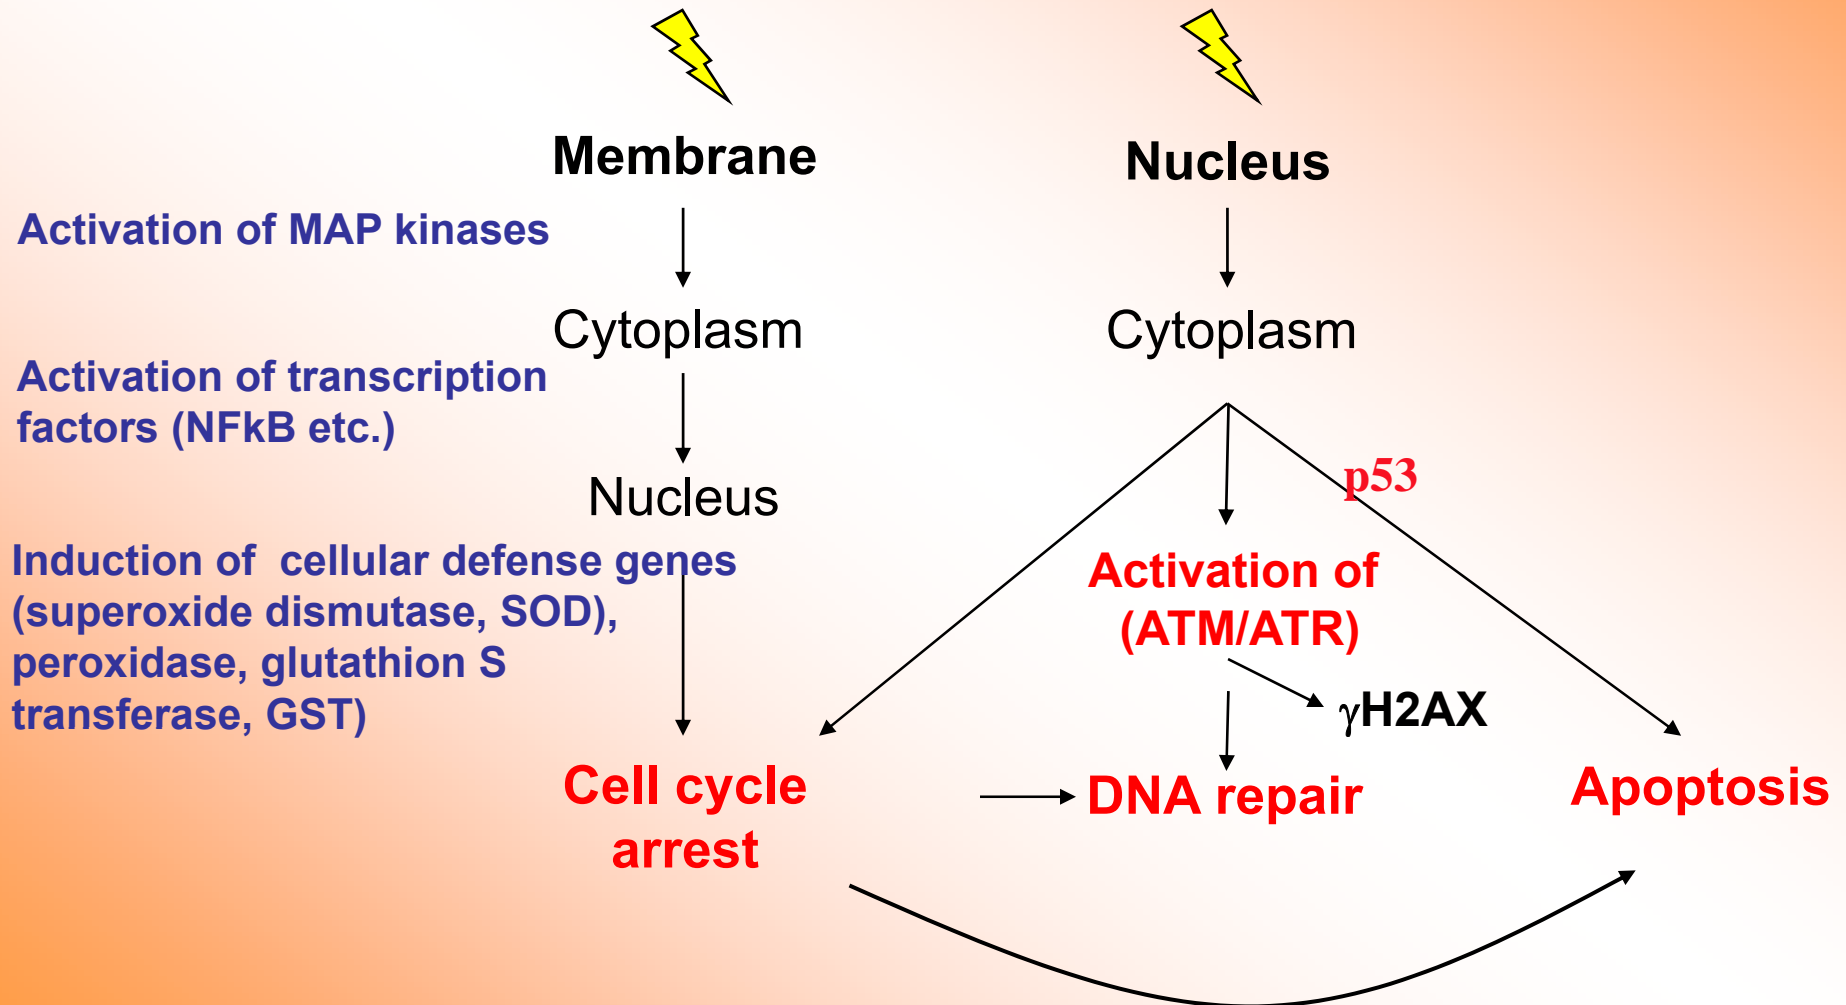 Membrane
Nucleus
Activation of MAP kinases
Cytoplasm
Cytoplasm
Activation of transcription
factors (NFkB etc.)
p53
Nucleus
Induction of  cellular defense genes
(superoxide dismutase, SOD),
peroxidase, glutathion S
transferase, GST)
Activation of
(ATM/ATR)
γH2AX
Cell cycle
arrest
DNA repair
Apoptosis